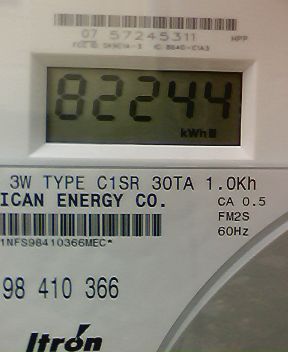 07 57245311 HPP
82244
kWh
3W TYPE C1SR 30TA 1.0Kh
ICAN ENERGY CO. CA 0.5
FM2S
1NFS98410366MEC* 60Hz
98 410 366
Itron